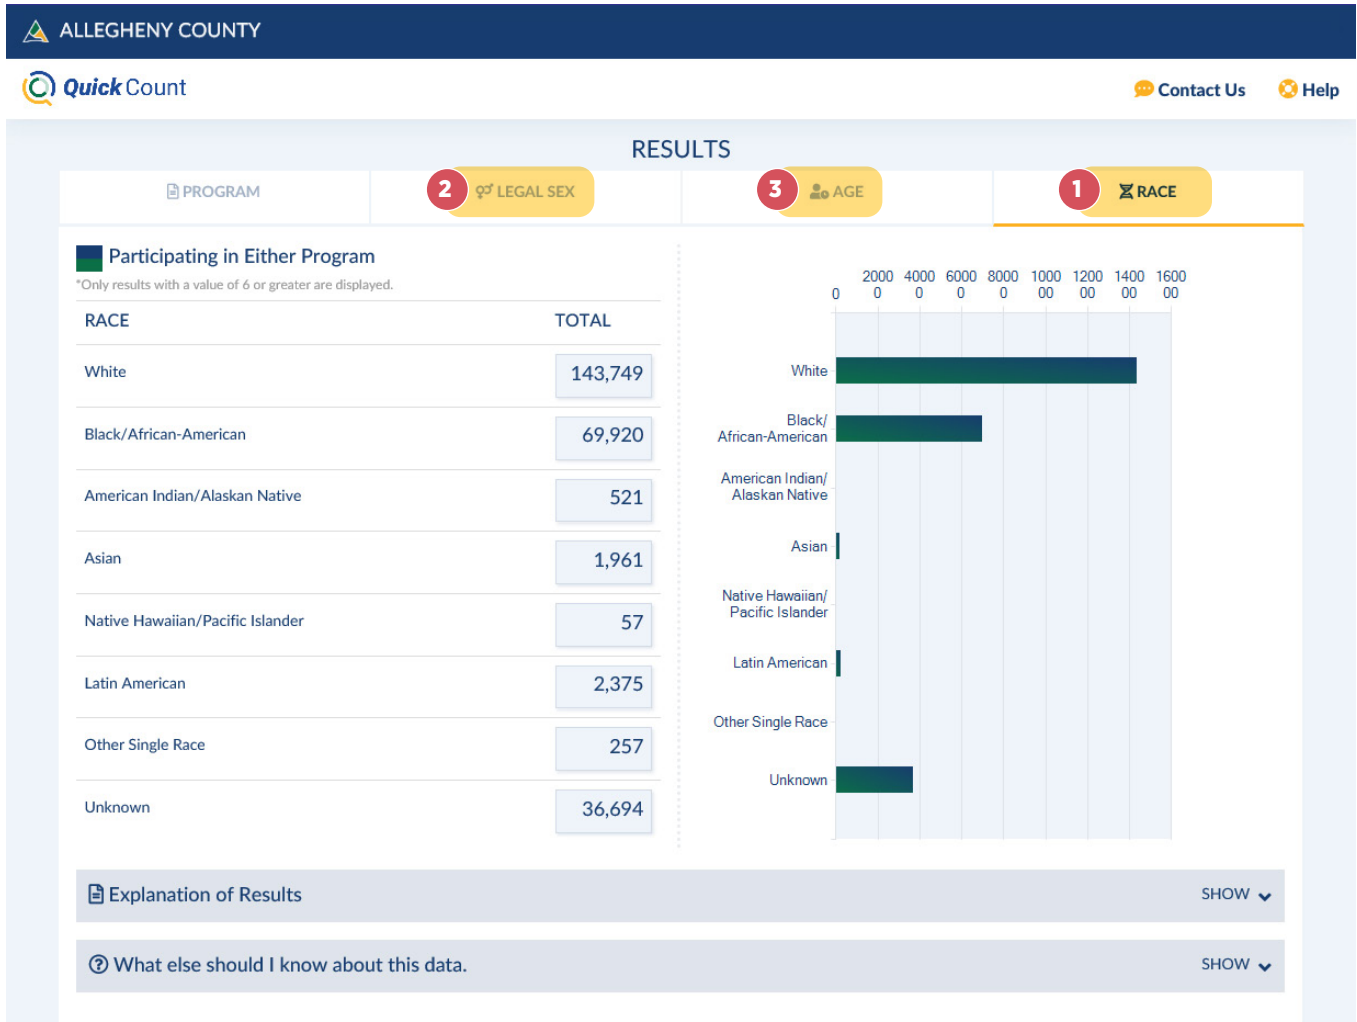 ALLEGHENY COUNTY
Quick Count
Contact Us
Help
RESULTS
PROGRAM
2
LEGAL SEX
3
AGE
1
RACE
Participating in Either Program
*Only results with a value of 6 or greater are displayed.
RACE TOTAL
White 143,749
Black/African-American 69,920
American Indian/Alaskan Native 521
Asian 1,961
Native Hawaiian/Pacific Islander 57
Latin American 2,375
Other Single Race 257
Unknown 36,694
2000 4000 6000 8000 1000 1200 1400 1600
0 0 0 0 0 00 00 00 00
White
Black/
African-American
American Indian/
Alaskan Native
Asian
Native Hawaiian/
Pacific Islander
Latin American
Other Single Race
Unknown
Explanation of Results SHOW
What else should I know about this data. SHOW